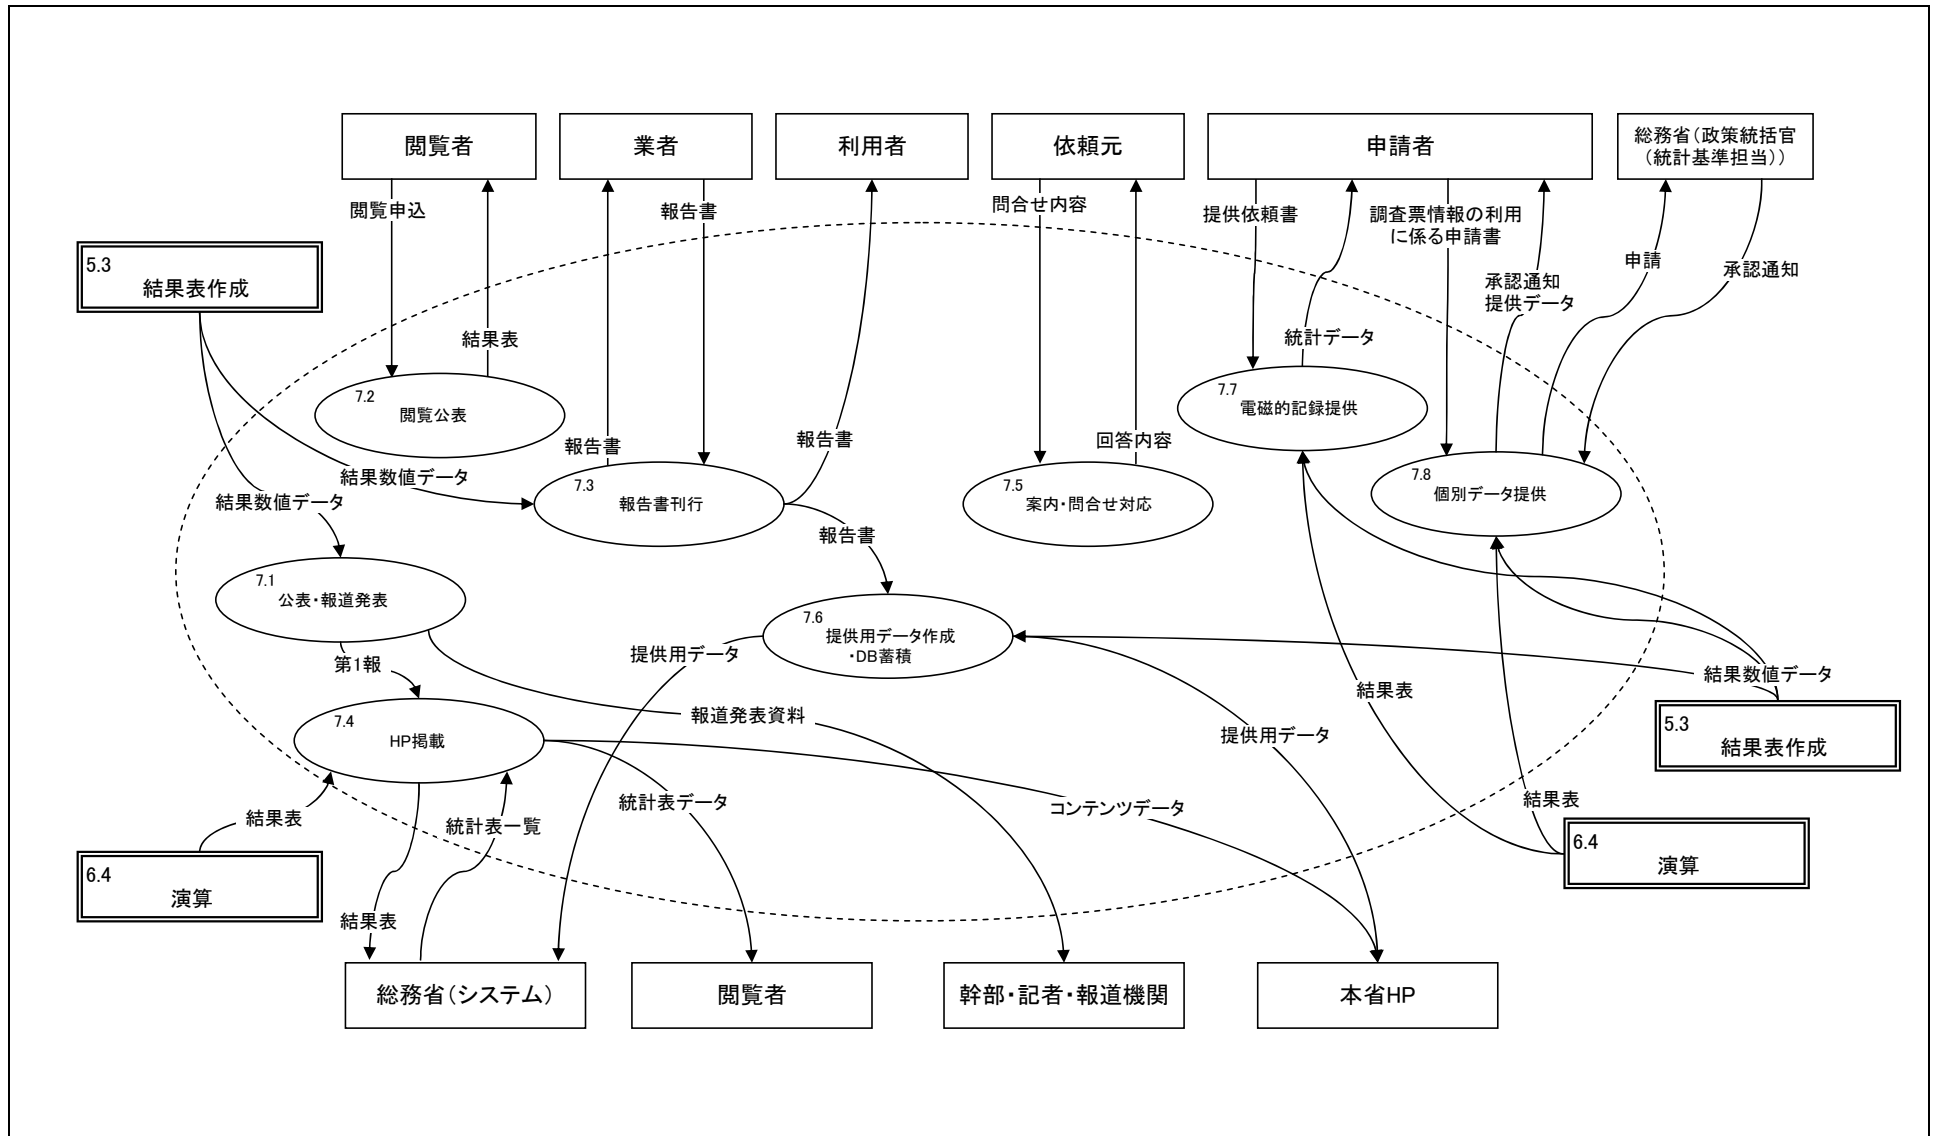 閲覧者
業者
利用者
依頼元
申請者
総務省(政策統括官
(統計基準担当))
閲覧申込
報告書
問合せ内容
提供依頼書
調査票情報の利用
に係る申請書
申請
承認通知
5.3
結果表作成
承認通知
提供データ
結果表
統計データ
7.2
閲覧公表
7.7
電磁的記録提供
報告書
報告書
回答内容
結果数値データ
結果数値データ
7.3
報告書刊行
7.5
案内・問合せ対応
7.8
個別データ提供
報告書
7.1
公表・報道発表
7.6
提供用データ作成
・DB蓄積
第1報
提供用データ
結果数値データ
結果表
報道発表資料
提供用データ
7.4
HP掲載
5.3
結果表作成
結果表
統計表一覧
統計表データ
コンテンツデータ
結果表
6.4
演算
6.4
演算
結果表
総務省(システム)
閲覧者
幹部・記者・報道機関
本省HP